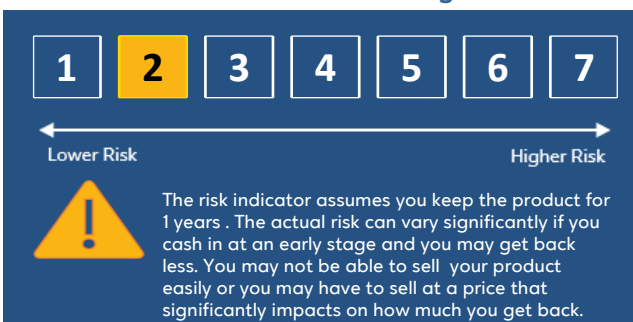 1 2 3 4 5 6 7
Lower Risk Higher Risk
The risk indicator assumes you keep the product for
1 years . The actual risk can vary significantly if you
cash in at an early stage and you may get back
less. You may not be able to sell your product
easily or you may have to sell at a price that
significantly impacts on how much you get back.